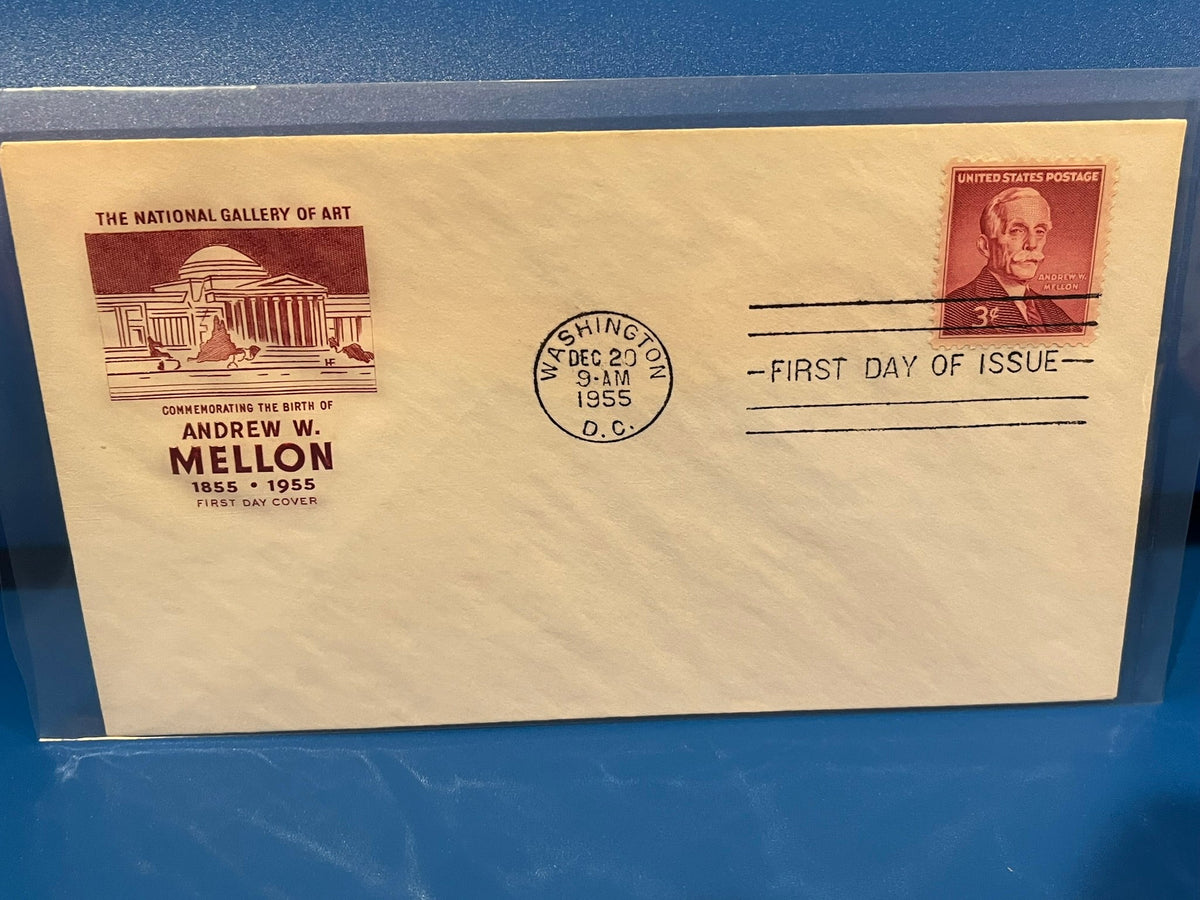 THE NATIONAL GALLERY OF ART
HF
COMMEMORATING THE BIRTH OF
ANDREW W.
MELLON
1855 • 1955
FIRST DAY COVER
WASHINGTON
DEC. 20
9-AM
1955
D.C.
UNITED STATES POSTAGE
ANDREW W.
MELLON
3¢
—FIRST DAY OF ISSUE—